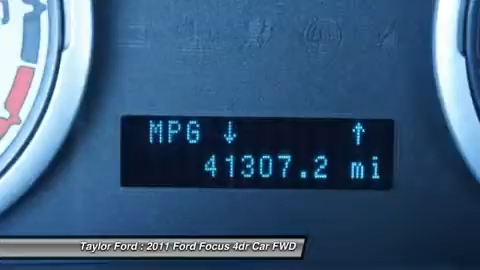 MPG ↓ ↑
41307.2 mi
Taylor Ford : 2011 Ford Focus 4dr Car FWD